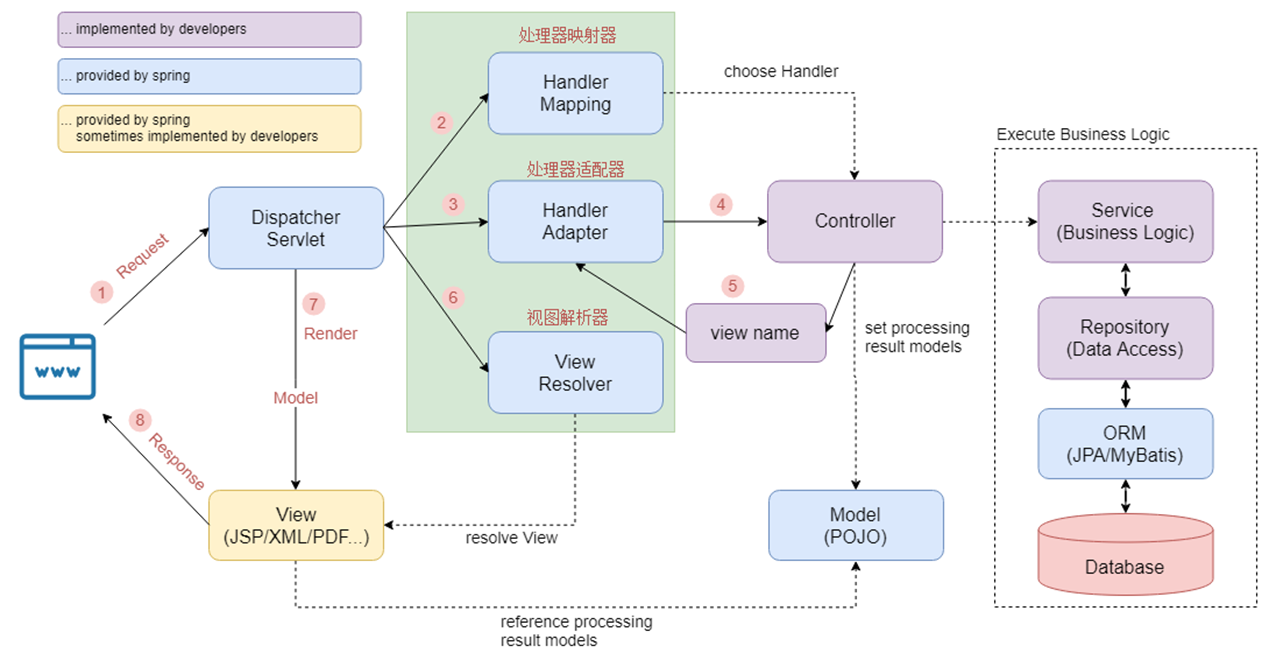 ... implemented by developers
... provided by spring
... provided by spring
sometimes implemented by developers
处理器映射器
Handler
Mapping
choose Handler
2
Execute Business Logic
处理器适配器
Dispatcher
Servlet
3
Handler
Adapter
4
Controller
Service
(Business Logic)
1
Request
6
5
7
Render
视图解析器
view name
set processing
result models
Repository
(Data Access)
www
View
Resolver
Model
8
Response
ORM
(JPA/MyBatis)
View
(JSP/XML/PDF...)
resolve View
Model
(POJO)
Database
reference processing
result models